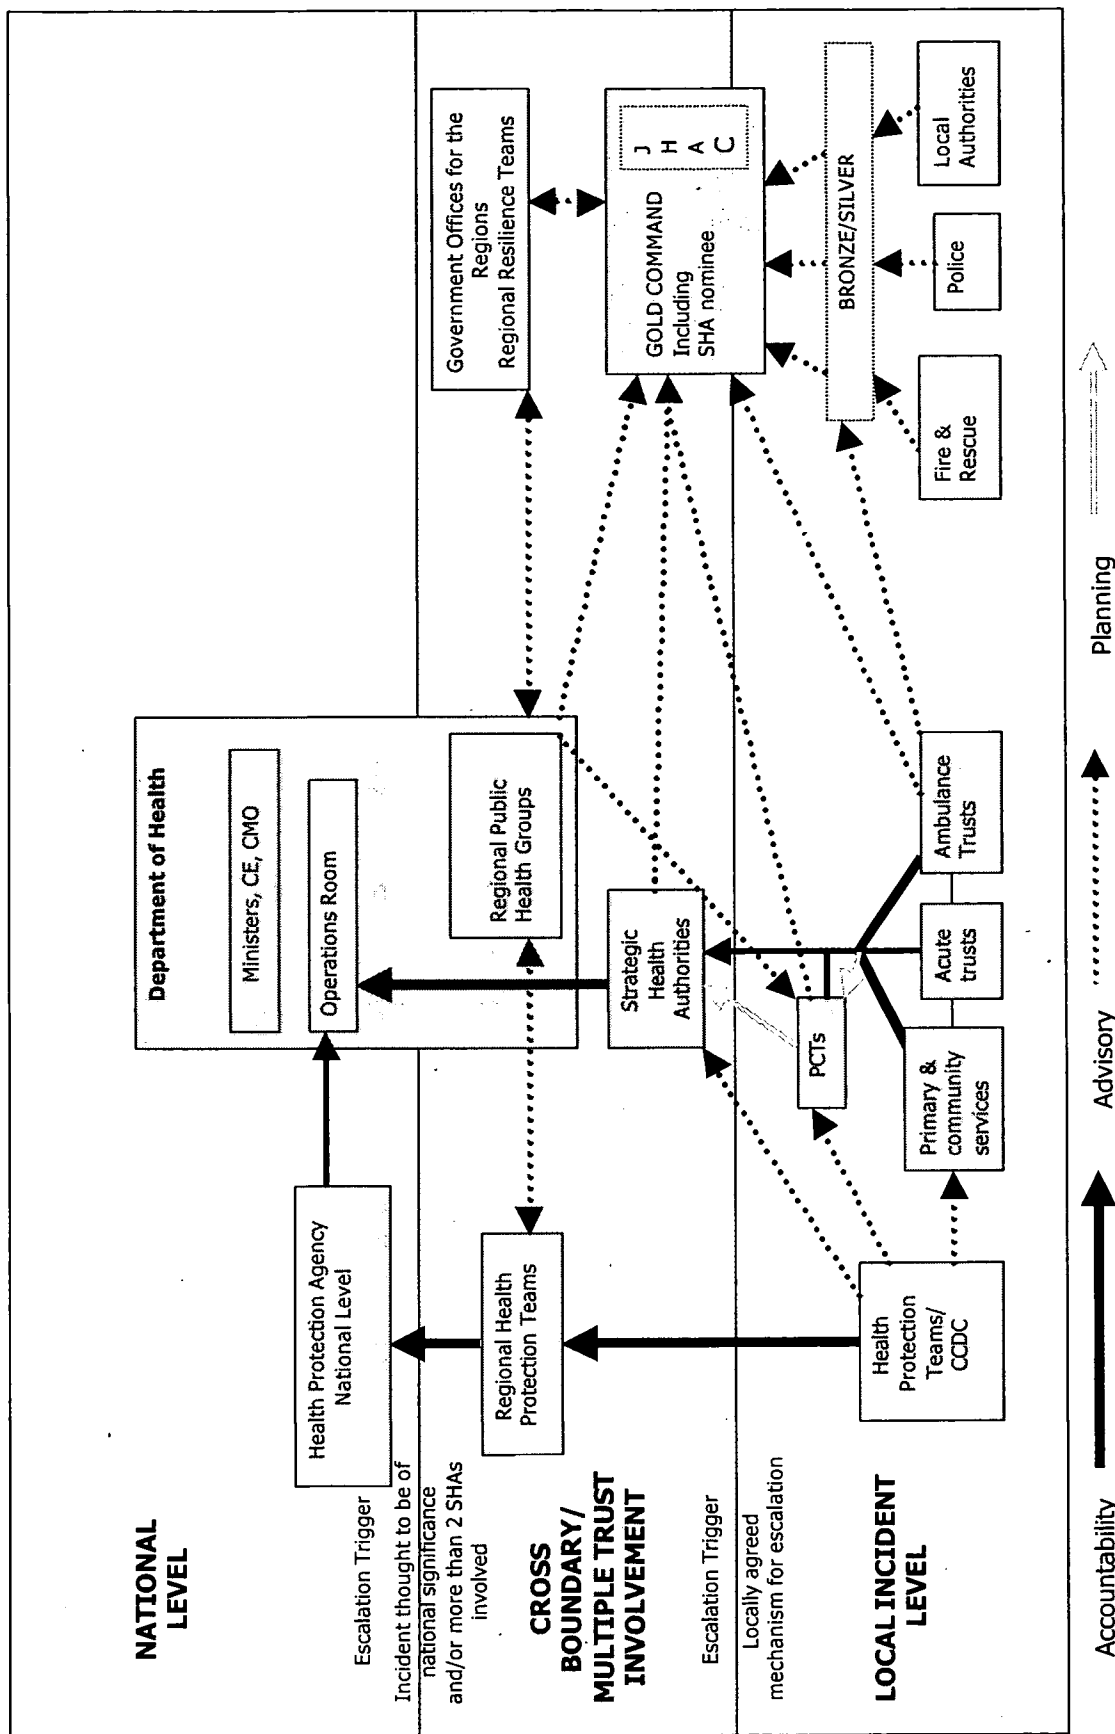 NATIONAL
LEVEL
Escalation Trigger
Incident thought to be of
national significance
and/or more than 2 SHAs
involved
CROSS
BOUNDARY/
MULTIPLE TRUST
INVOLVEMENT
Escalation Trigger
Locally agreed
mechanism for escalation
LOCAL INCIDENT
LEVEL
Department of Health
Ministers, CE, CMO
Operations Room
Health Protection Agency
National Level
Regional Health
Protection Teams
Regional Public
Health Groups
Government Offices for the
Regions
Regional Resilience Teams
Strategic
Health
Authorities
GOLD COMMAND
Including
SHA nominee
J
H
A
C
PCTs
BRONZE/SILVER
Health
Protection
Teams/
CCDC
Primary &
community
services
Acute
trusts
Ambulance
Trusts
Fire &
Rescue
Police
Local
Authorities
Accountability
Advisory
Planning